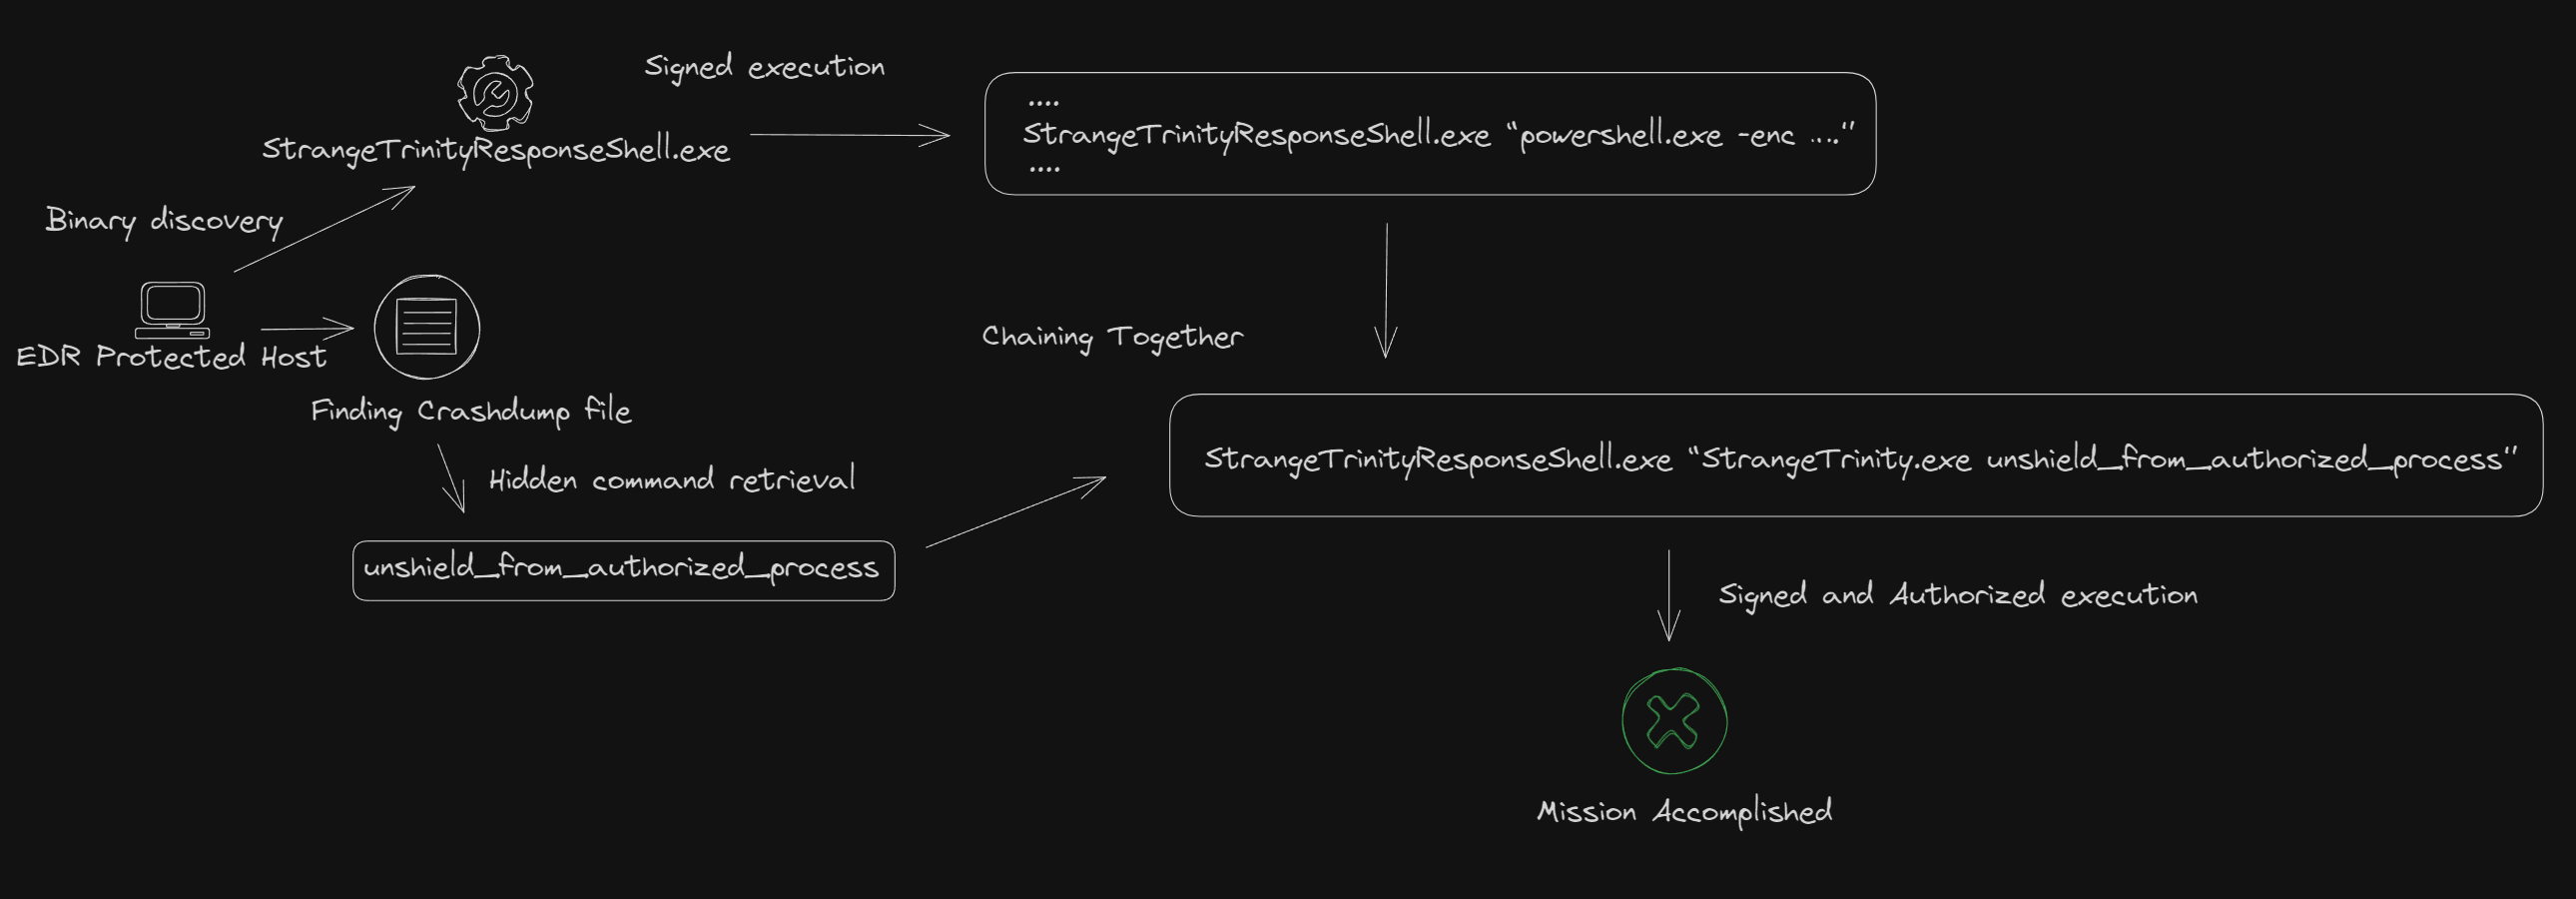 Signed execution
....
StrangeTrinityResponseShell.exe "powershell.exe -enc ...."
....
StrangeTrinityResponseShell.exe
Binary discovery
EDR Protected Host
Finding Crashdump file
Chaining Together
Hidden command retrieval
unshield_from_authorized_process
StrangeTrinityResponseShell.exe "StrangeTrinity.exe unshield_from_authorized_process"
Signed and Authorized execution
Mission Accomplished